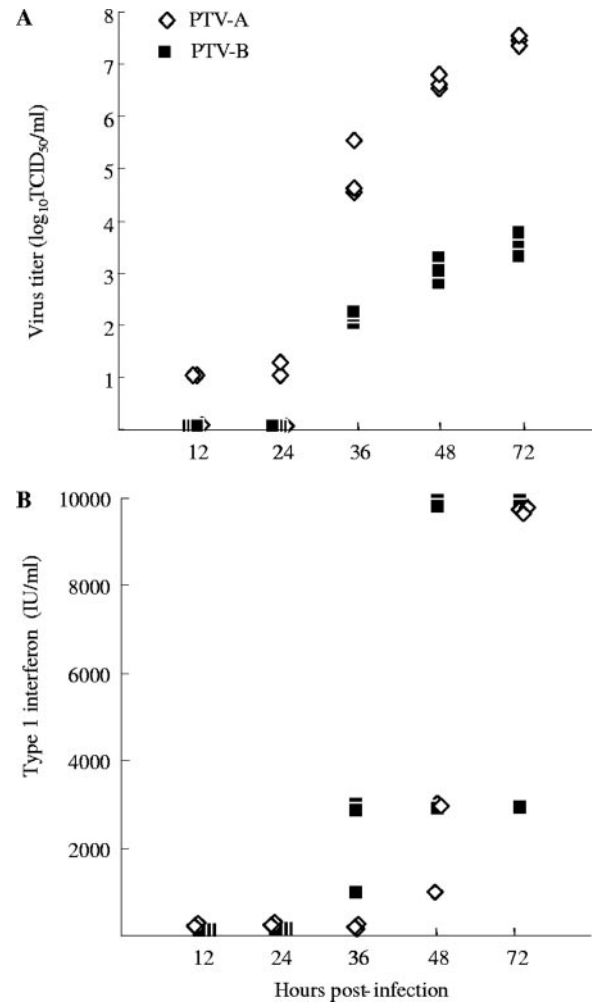 A
PTV-A
PTV-B
Virus titer (log10TCID50/ml)
8
7
6
5
4
3
2
1
12 24 36 48 72
B
Type 1 interferon (IU/ml)
10000
8000
6000
4000
2000
12 24 36 48 72
Hours post-infection